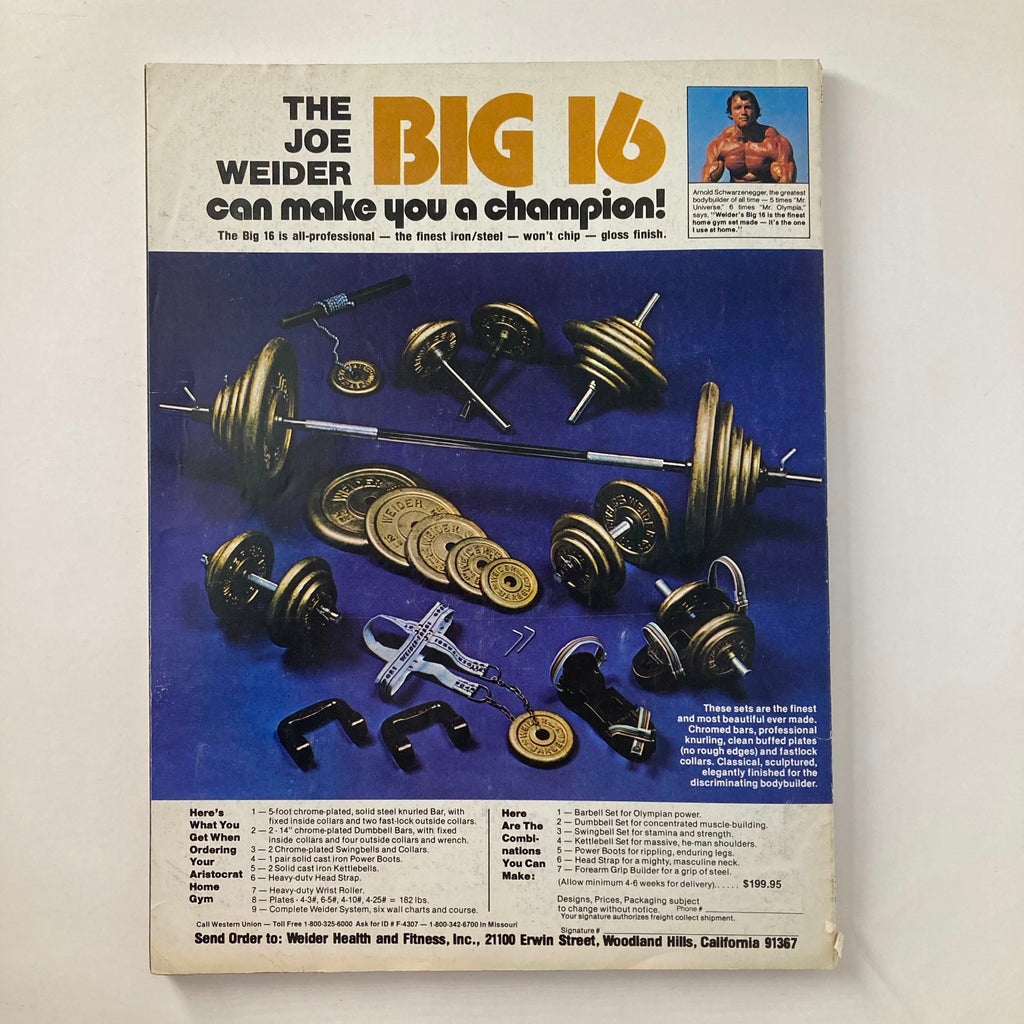 THE
JOE
WEIDER
BIG 16
can make you a champion!
The Big 16 is all-professional — the finest iron/steel — won't chip — gloss finish.
Arnold Schwarzenegger, the greatest
bodybuilder of all time — 5 times "Mr.
Universe," 6 times "Mr. Olympia,"
says, "Weider's Big 16 is the finest
home gym set made — it's the one
I use at home."
WEIDER
WEIDER
WEIDER
WEIDER
WEIDER
BARBELL
WEIDER
BARBELL
These sets are the finest
and most beautiful ever made.
Chromed bars, professional
knurling, clean buffed plates
(no rough edges) and fastlock
collars. Classical, sculptured,
elegantly finished for the
discriminating bodybuilder.
Here's
What You
Get When
Ordering
Your
Aristocrat
Home
Gym
1 — 5-foot chrome-plated, solid steel knurled Bar, with
fixed inside collars and two fast-lock outside collars.
2 — 2 - 14" chrome-plated Dumbbell Bars, with fixed
inside collars and four outside collars and wrench.
3 — 2 Chrome-plated Swingbells and Collars.
4 — 1 pair solid cast iron Power Boots.
5 — 2 Solid cast iron Kettlebells.
6 — Heavy-duty Head Strap.
7 — Heavy-duty Wrist Roller.
8 — Plates - 4-3#, 6-5#, 4-10#, 4-25# = 182 lbs.
9 — Complete Weider System, six wall charts and course.
Here
Are The
Combi-
nations
You Can
Make:
1 — Barbell Set for Olympian power.
2 — Dumbbell Set for concentrated muscle-building.
3 — Swingbell Set for stamina and strength.
4 — Kettlebell Set for massive, he-man shoulders.
5 — Power Boots for rippling, enduring legs.
6 — Head Strap for a mighty, masculine neck.
7 — Forearm Grip Builder for a grip of steel.
(Allow minimum 4-6 weeks for delivery)..... $199.95
Designs, Prices, Packaging subject
to change without notice. Phone #
Your signature authorizes freight collect shipment.
Signature #
Call Western Union — Toll Free 1-800-325-6000 Ask for ID # F-4307 — 1-800-342-6700 in Missouri
Send Order to: Weider Health and Fitness, Inc., 21100 Erwin Street, Woodland Hills, California 91367